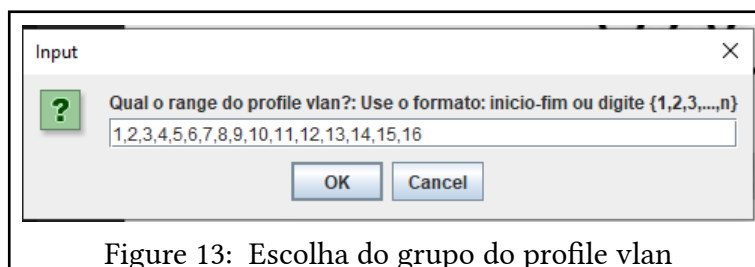 Input
Qual o range do profile vlan?: Use o formato: inicio-fim ou digite {1,2,3,...,n}
1,2,3,4,5,6,7,8,9,10,11,12,13,14,15,16
OK Cancel
Figure 13: Escolha do grupo do profile vlan